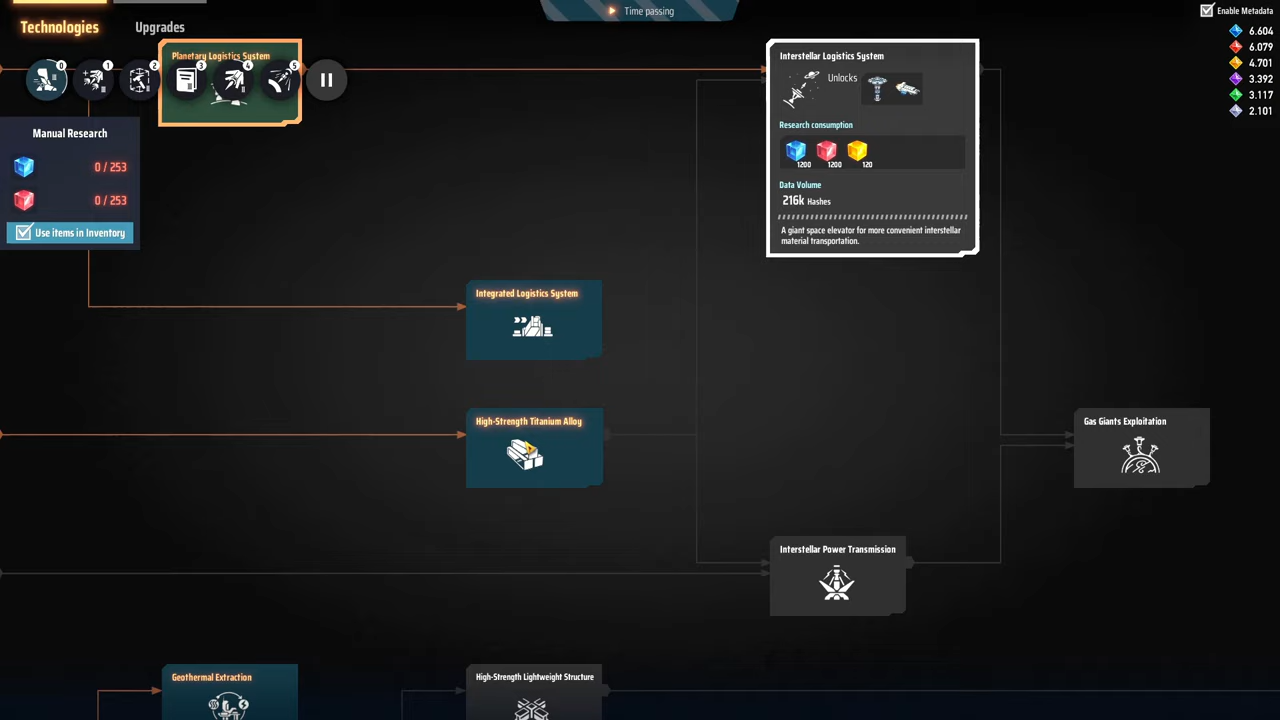 Time passing
Enable Metadata
Technologies
Upgrades
6.604
6.079
4.701
3.392
3.117
2.101
Planetary Logistics System
0
1
2
3
4
5
Manual Research
0 / 253
0 / 253
Use items in Inventory
Interstellar Logistics System
Unlocks
Research consumption
1200
1200
120
Data Volume
216k Hashes
A giant space elevator for more convenient interstellar
material transportation.
Integrated Logistics System
High-Strength Titanium Alloy
Gas Giants Exploitation
Interstellar Power Transmission
Geothermal Extraction
High-Strength Lightweight Structure